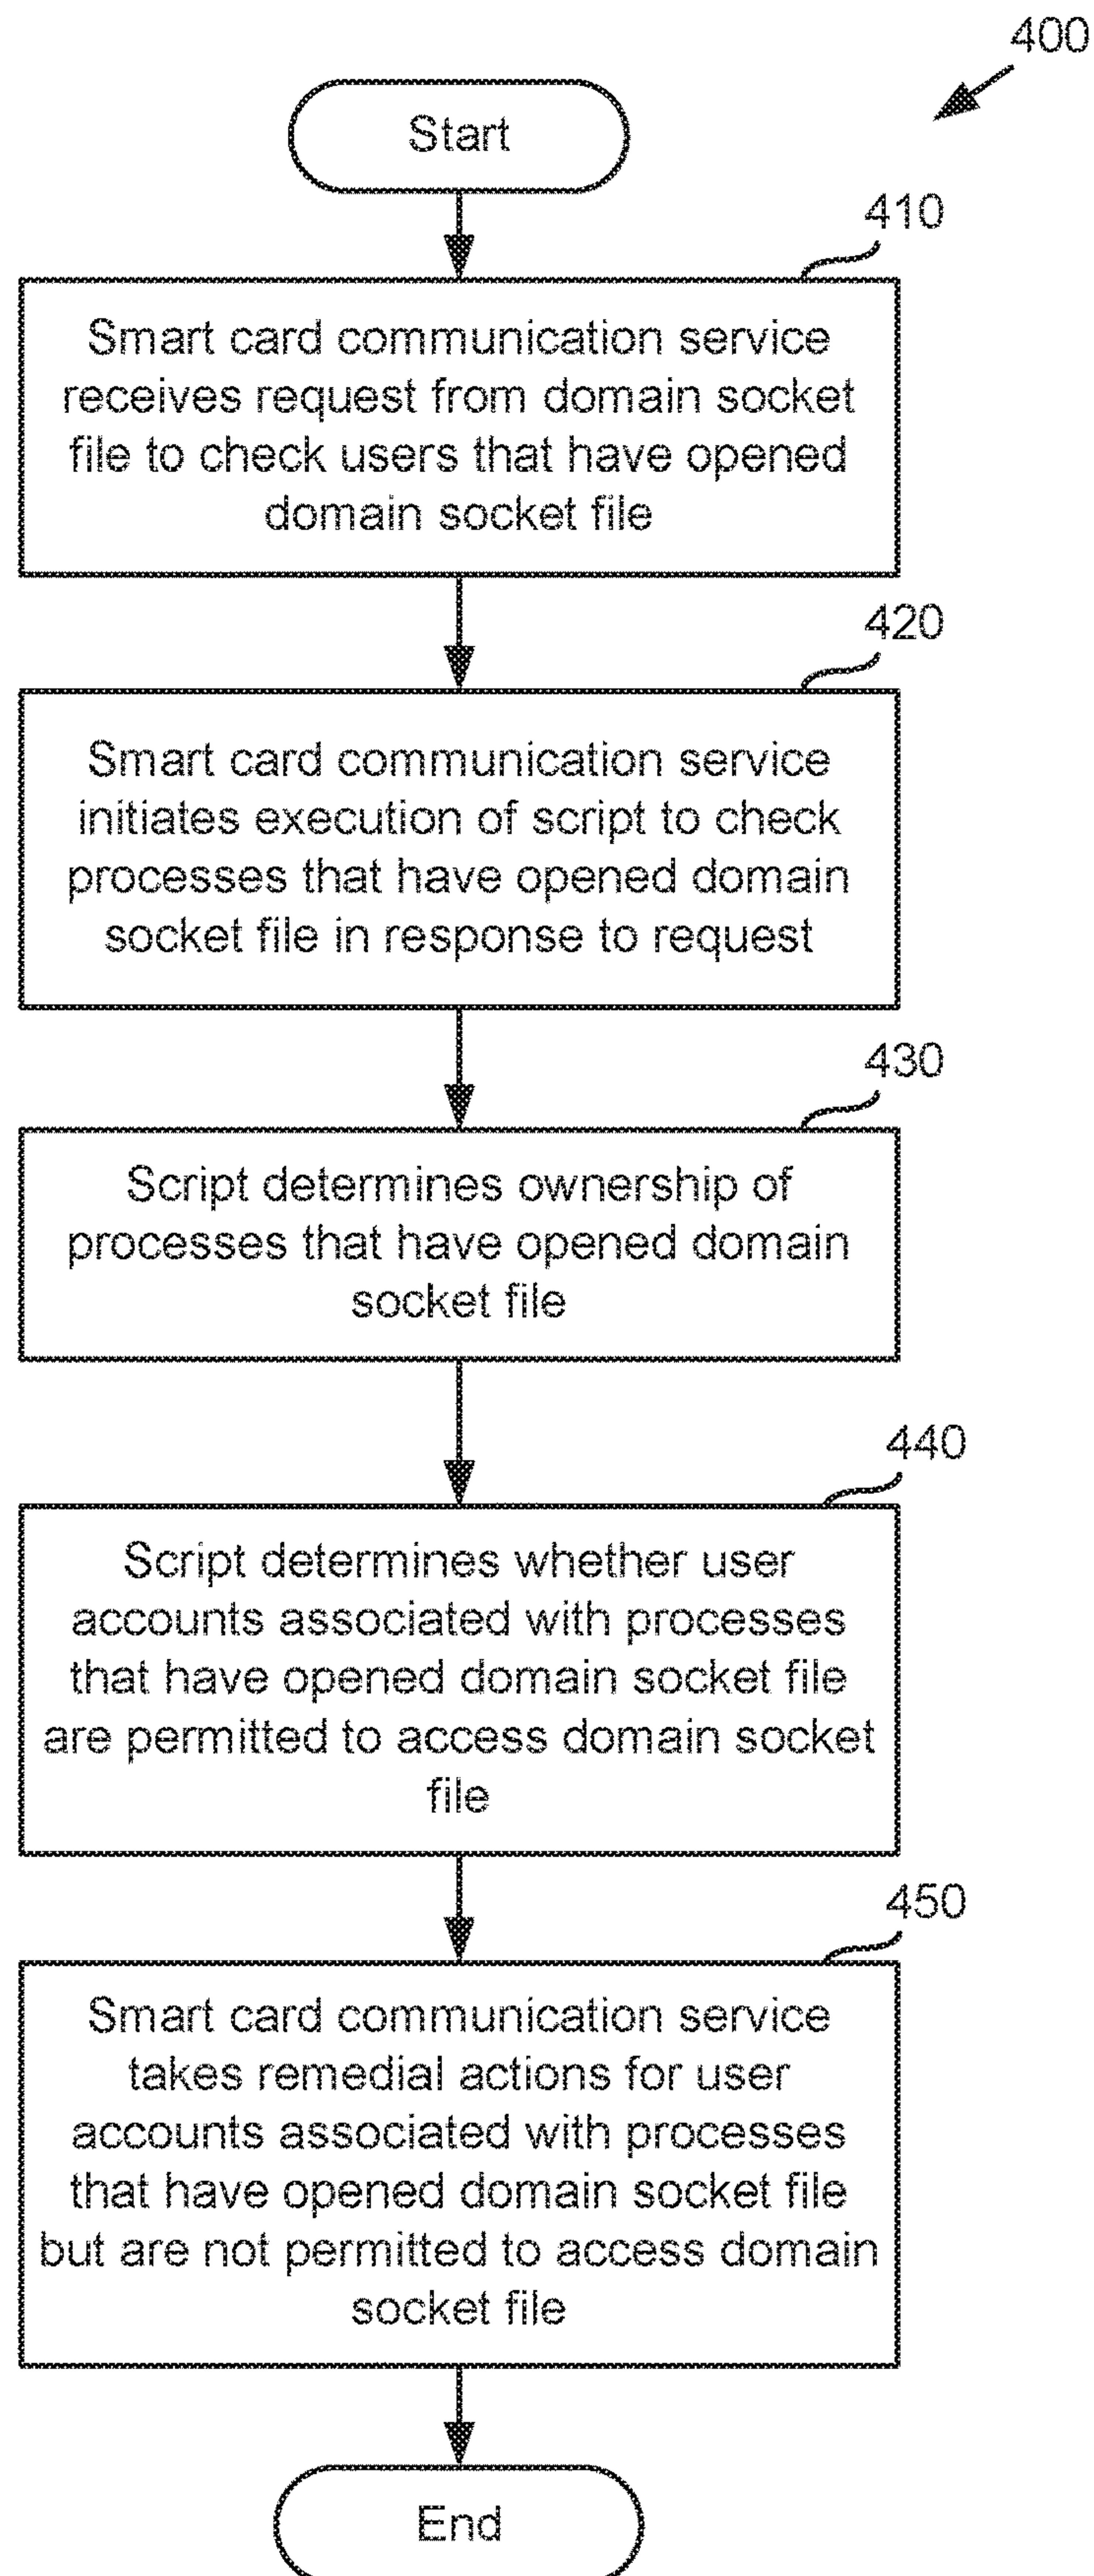 400
Start
410
Smart card communication service
receives request from domain socket
file to check users that have opened
domain socket file
420
Smart card communication service
initiates execution of script to check
processes that have opened domain
socket file in response to request
430
Script determines ownership of
processes that have opened domain
socket file
440
Script determines whether user
accounts associated with processes
that have opened domain socket file
are permitted to access domain socket
file
450
Smart card communication service
takes remedial actions for user
accounts associated with processes
that have opened domain socket file
but are not permitted to access domain
socket file
End